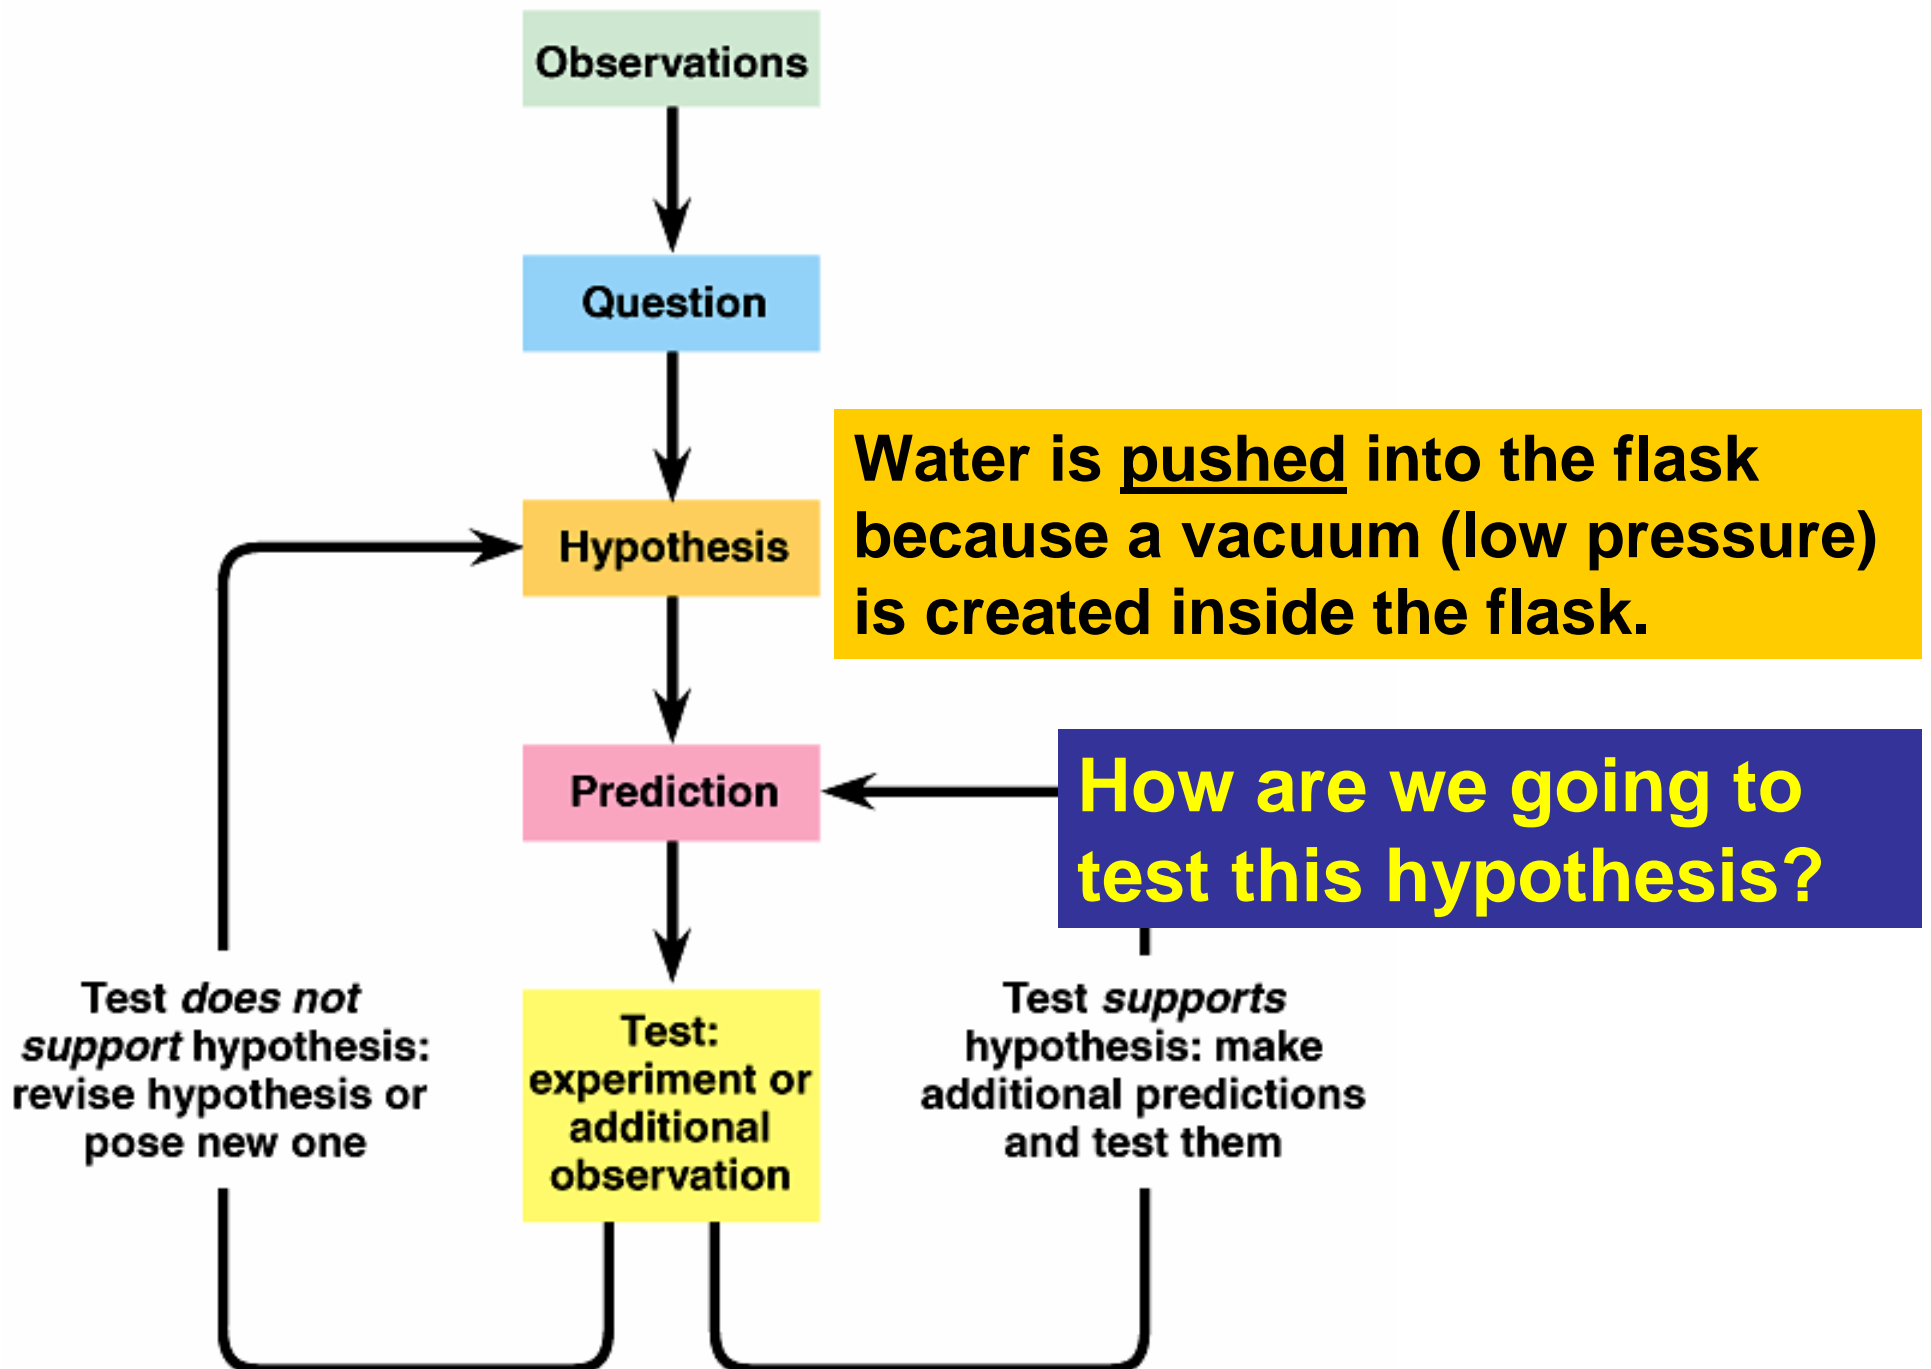 Observations
Question
Hypothesis
Water is pushed into the flask
because a vacuum (low pressure)
is created inside the flask.
Prediction
How are we going to
test this hypothesis?
Test does not
support hypothesis:
revise hypothesis or
pose new one
Test:
experiment or
additional
observation
Test supports
hypothesis: make
additional predictions
and test them